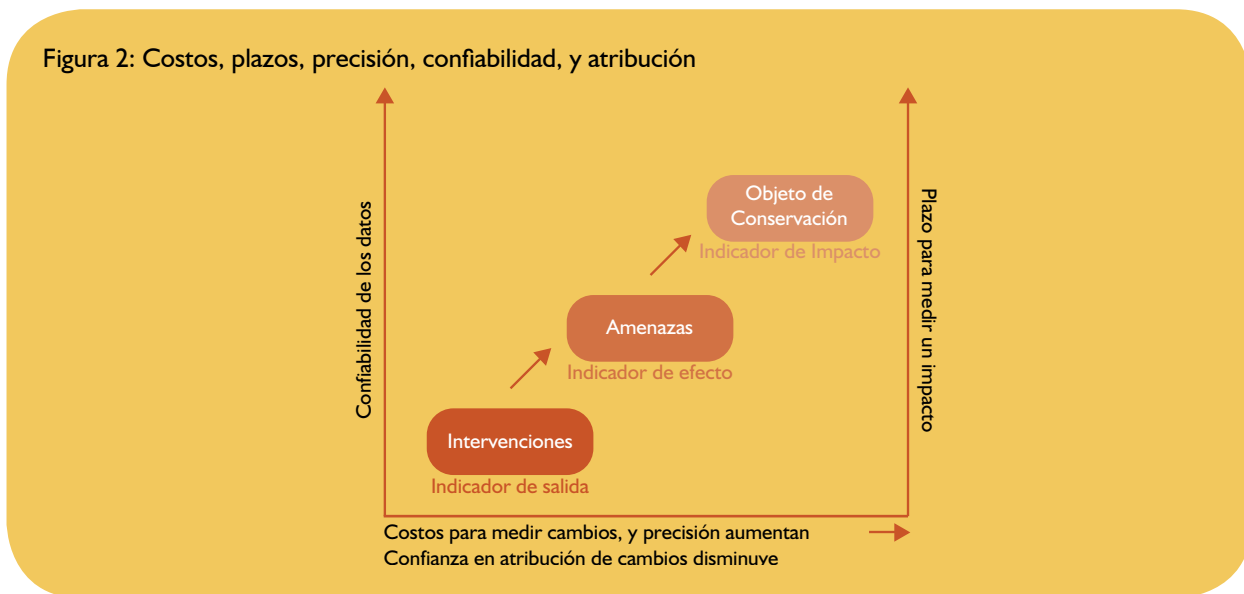 Figura 2: Costos, plazos, precisión, confiabilidad, y atribución
Confiabilidad de los datos
Objeto de
Conservación
Indicador de Impacto
Amenazas
Indicador de efecto
Intervenciones
Indicador de salida
Plazo para medir un impacto
Costos para medir cambios, y precisión aumentan
Confianza en atribución de cambios disminuve